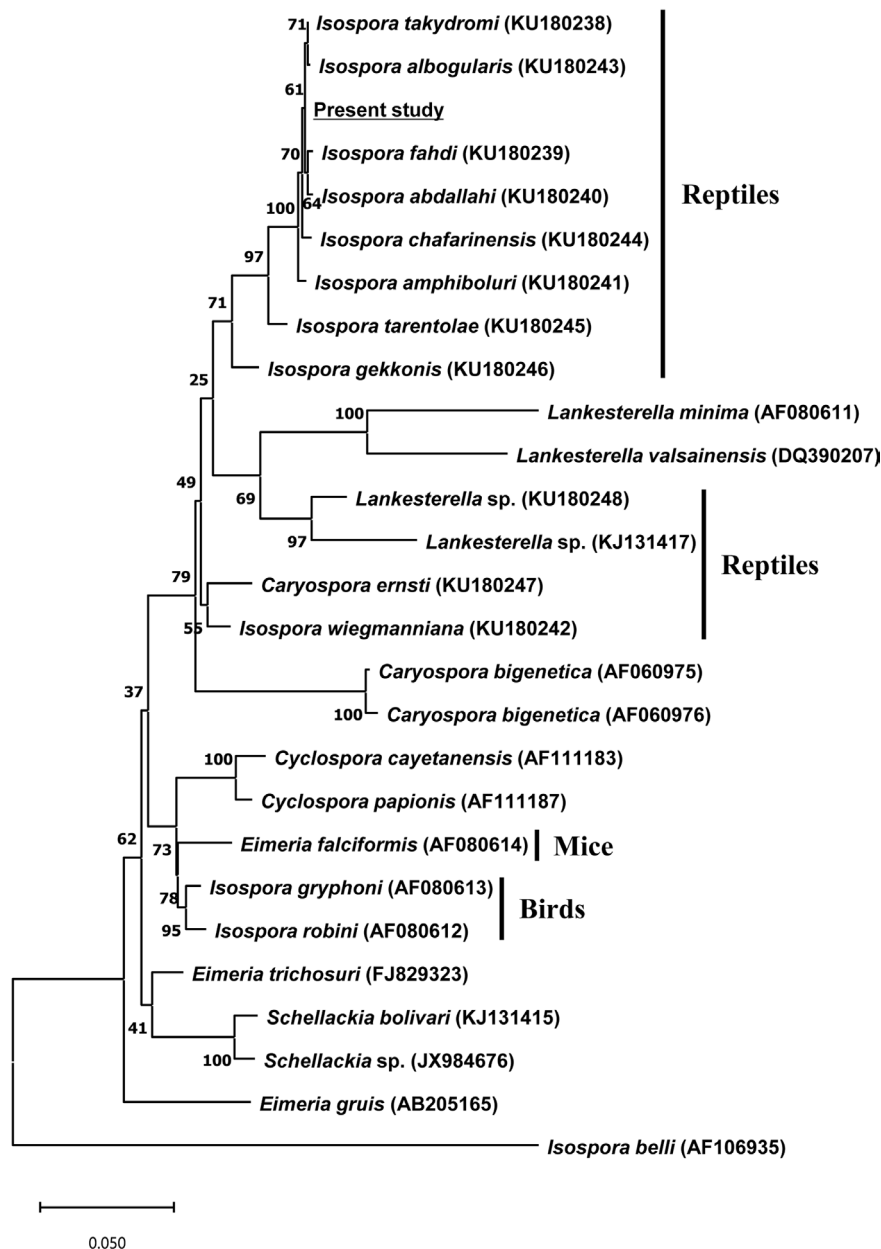 71
Isospora takydromi (KU180238)
Isospora albogularis (KU180243)
61
Present study
70
Isospora fahdi (KU180239)
Isospora abdallahi (KU180240)
64
100
Isospora chafarinensis (KU180244)
Reptiles
97
Isospora amphiboluri (KU180241)
71
Isospora tarentolae (KU180245)
25
Isospora gekkonis (KU180246)
100
Lankesterella minima (AF080611)
Lankesterella valsainensis (DQ390207)
49
69
Lankesterella sp. (KU180248)
97
Lankesterella sp. (KJ131417)
Reptiles
79
Caryospora ernsti (KU180247)
55
Isospora wiegmanniana (KU180242)
Caryospora bigenetica (AF060975)
37
100
Caryospora bigenetica (AF060976)
100
Cyclospora cayetanensis (AF111183)
Cyclospora papionis (AF111187)
62
73
Eimeria falciformis (AF080614)
Mice
78
Isospora gryphoni (AF080613)
Birds
95
Isospora robini (AF080612)
Eimeria trichosuri (FJ829323)
41
Schellackia bolivari (KJ131415)
100
Schellackia sp. (JX984676)
Eimeria gruis (AB205165)
Isospora belli (AF106935)
0.050